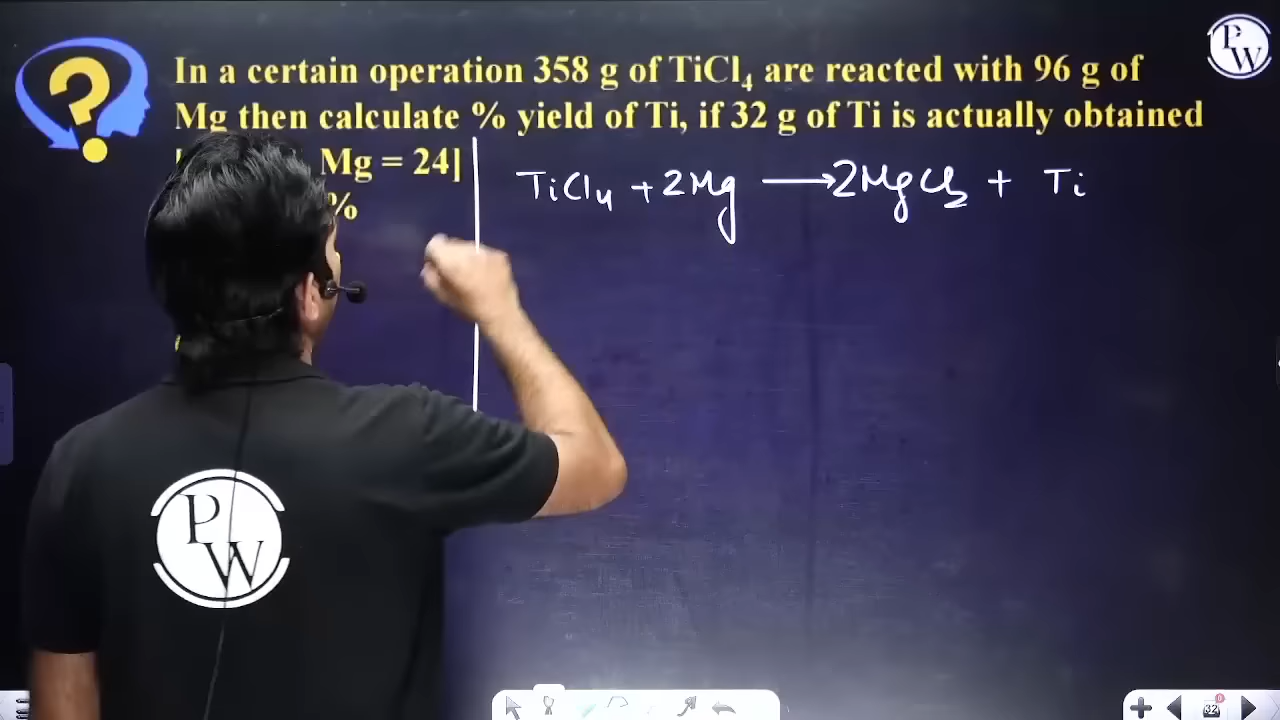 In a certain operation 358 g of TiCl₄ are reacted with 96 g of
Mg then calculate % yield of Ti, if 32 g of Ti is actually obtained
Mg = 24]
%
TiCl₄ + 2Mg ⟶ 2MgCl₂ + Ti
PW
PW
32